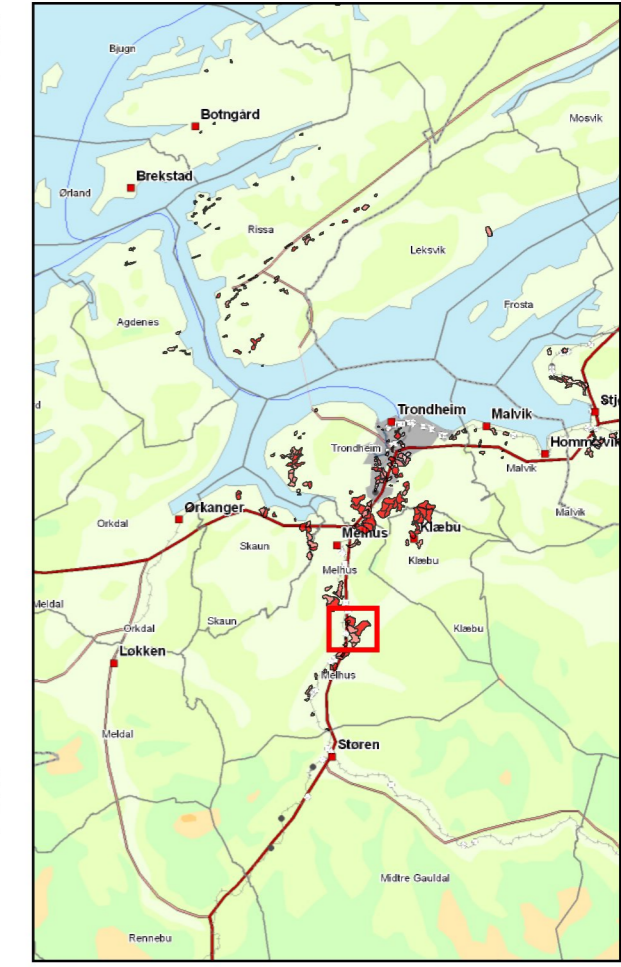 Bjugn
Botngård
Mosvik
Brekstad
Ørland
Rissa
Leksvik
Frosta
Agdenes
d
Stj
Trondheim
Malvik
Trondheim
Hommelvik
Malvik
Ørkanger
Malvik
Orkdal
Klæbu
Skaun
Melhus
Klæbu
Melhus
Meldal
Skaun
Orkdal
Klæbu
Løkken
Melhus
Meldal
Støren
Midtre Gauldal
Rennebu